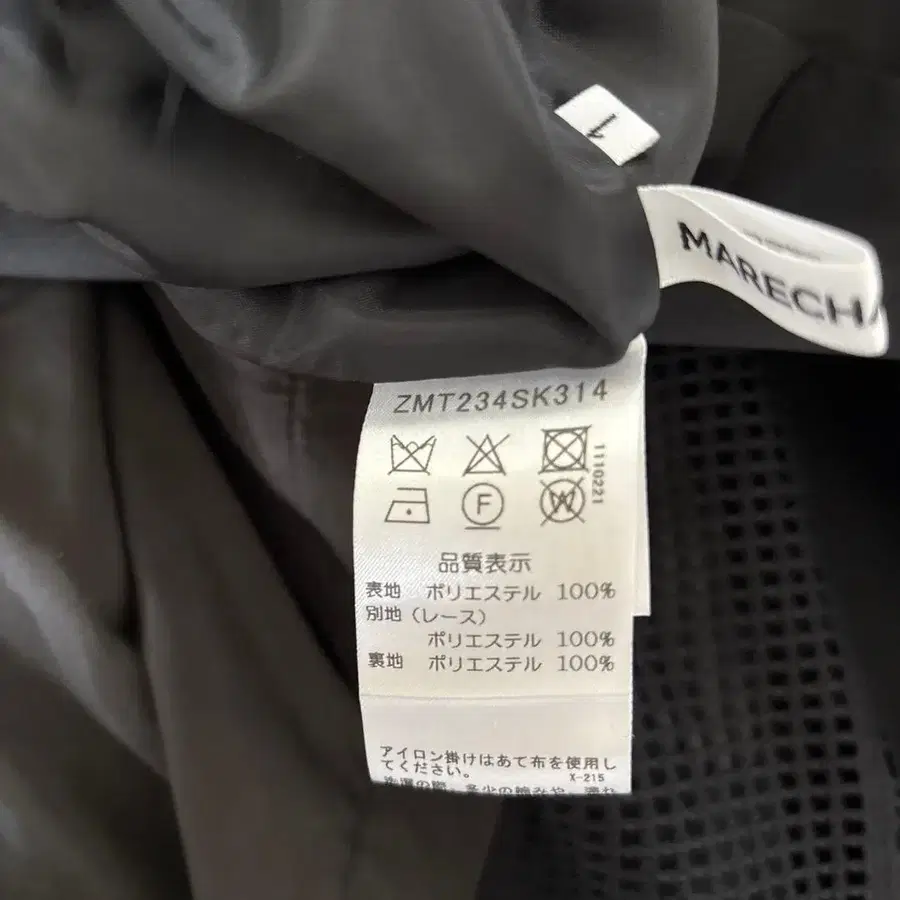 1
MARECHA
ZMT234SK314
1110221
F
W
品質表示
表地 ポリエステル 100%
別地(レース)
ポリエステル 100%
裏地 ポリエステル 100%
アイロン掛けはあて布を使用し
てください。
X-215